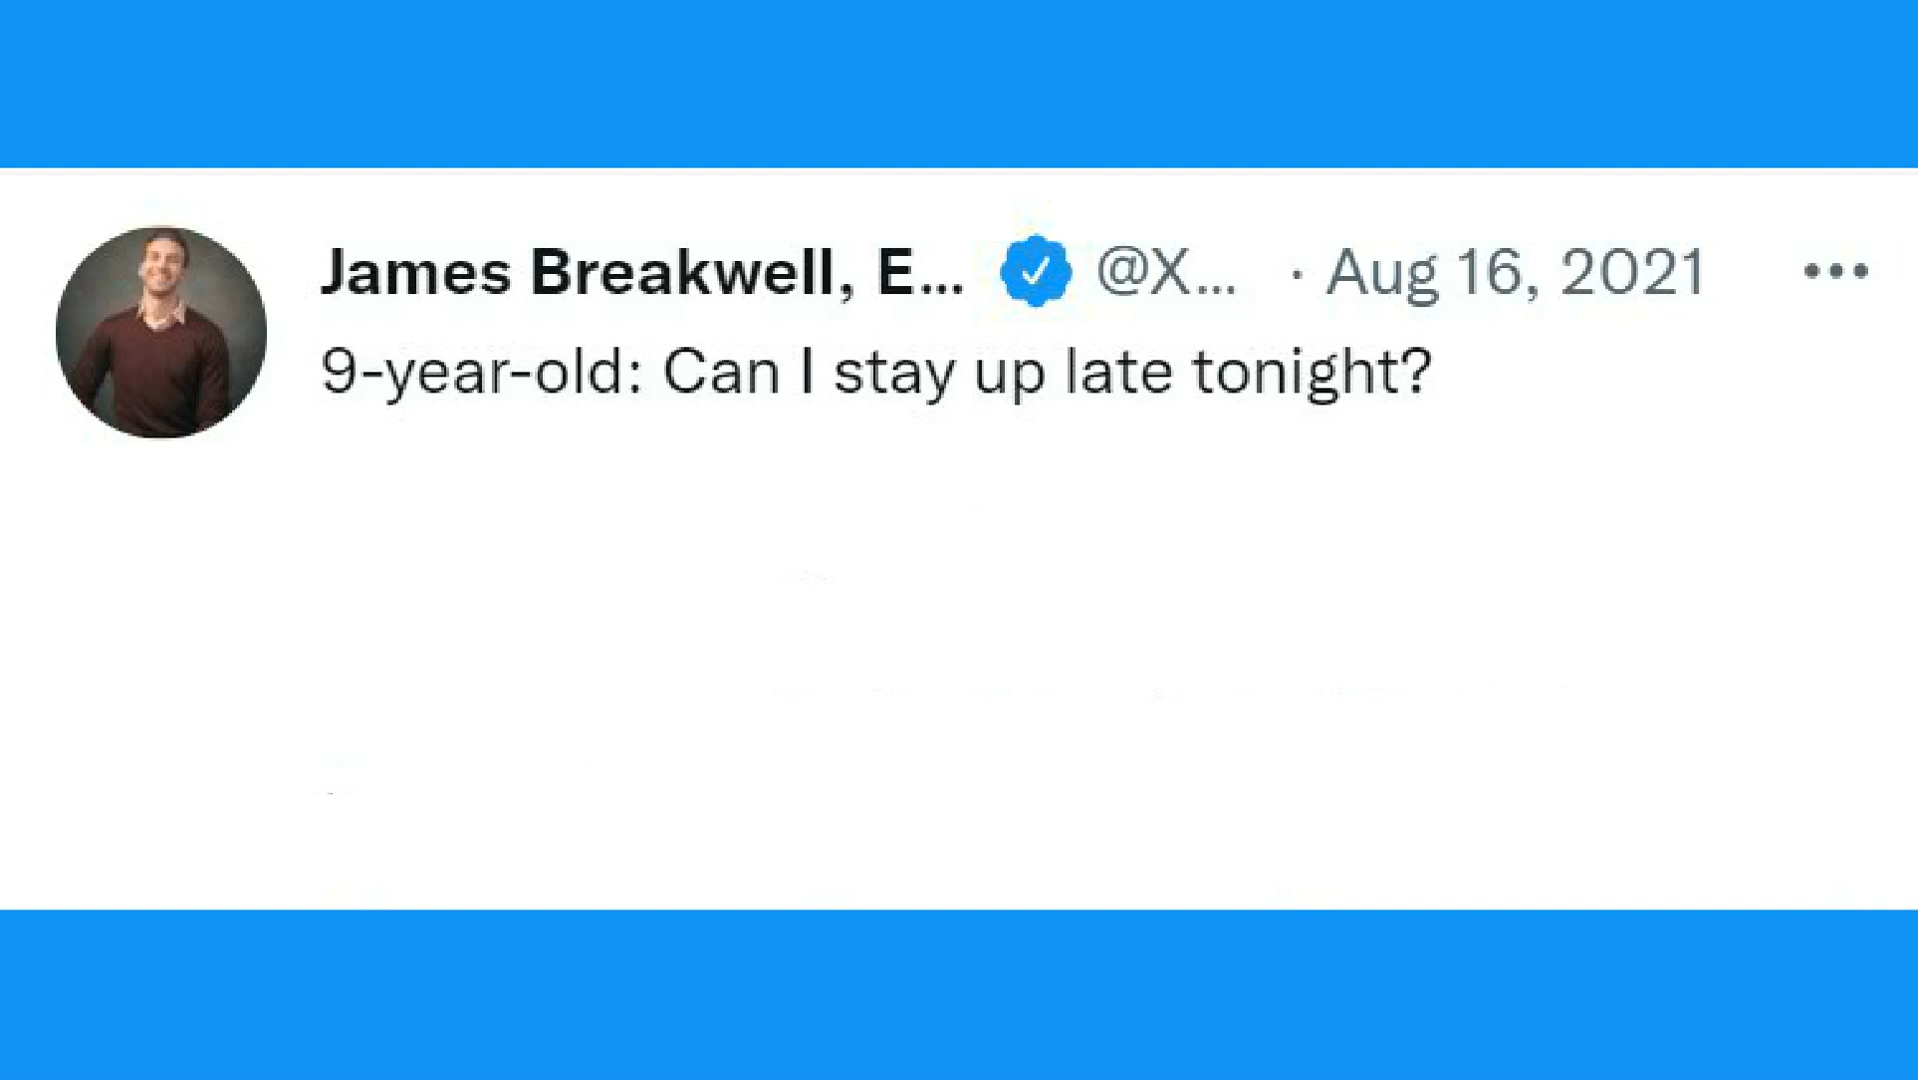 James Breakwell, E... @X... · Aug 16, 2021
9-year-old: Can I stay up late tonight?